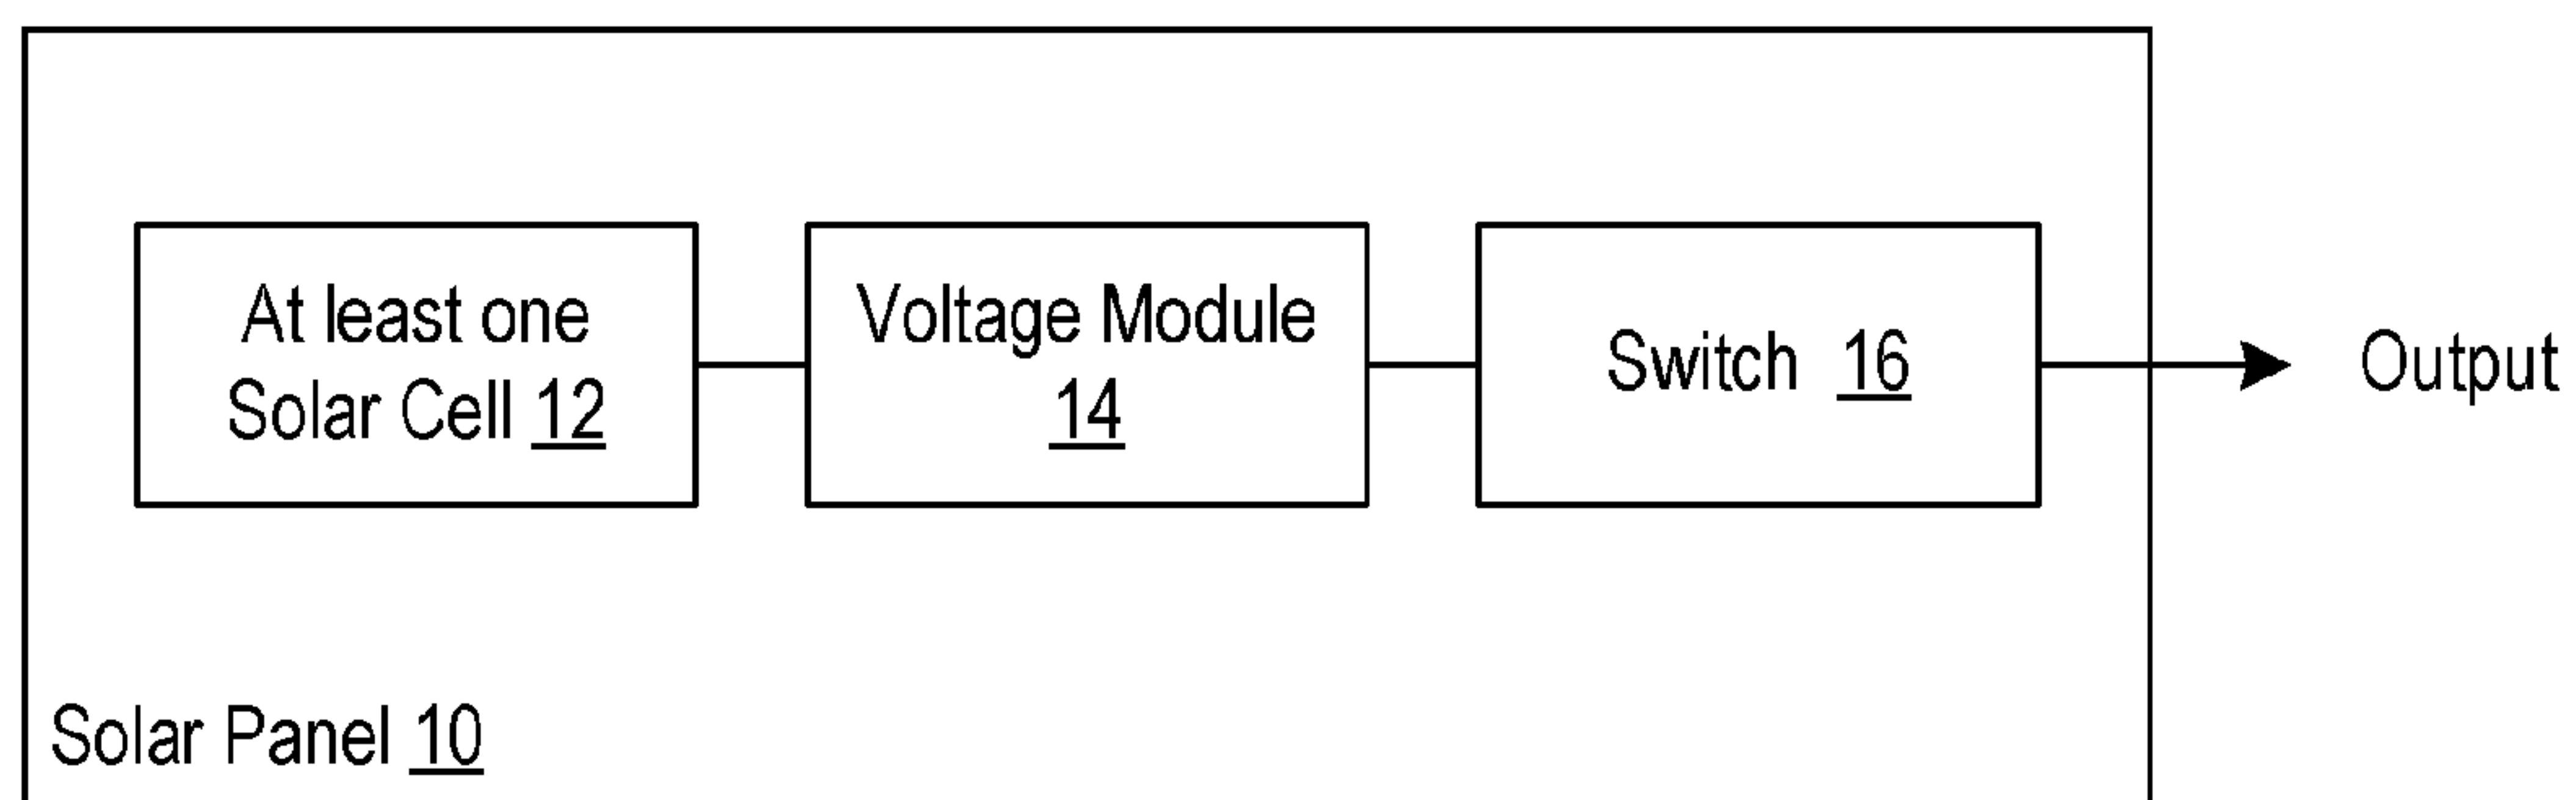 At least one
Solar Cell 12
Voltage Module
14
Switch 16
Output
Solar Panel 10